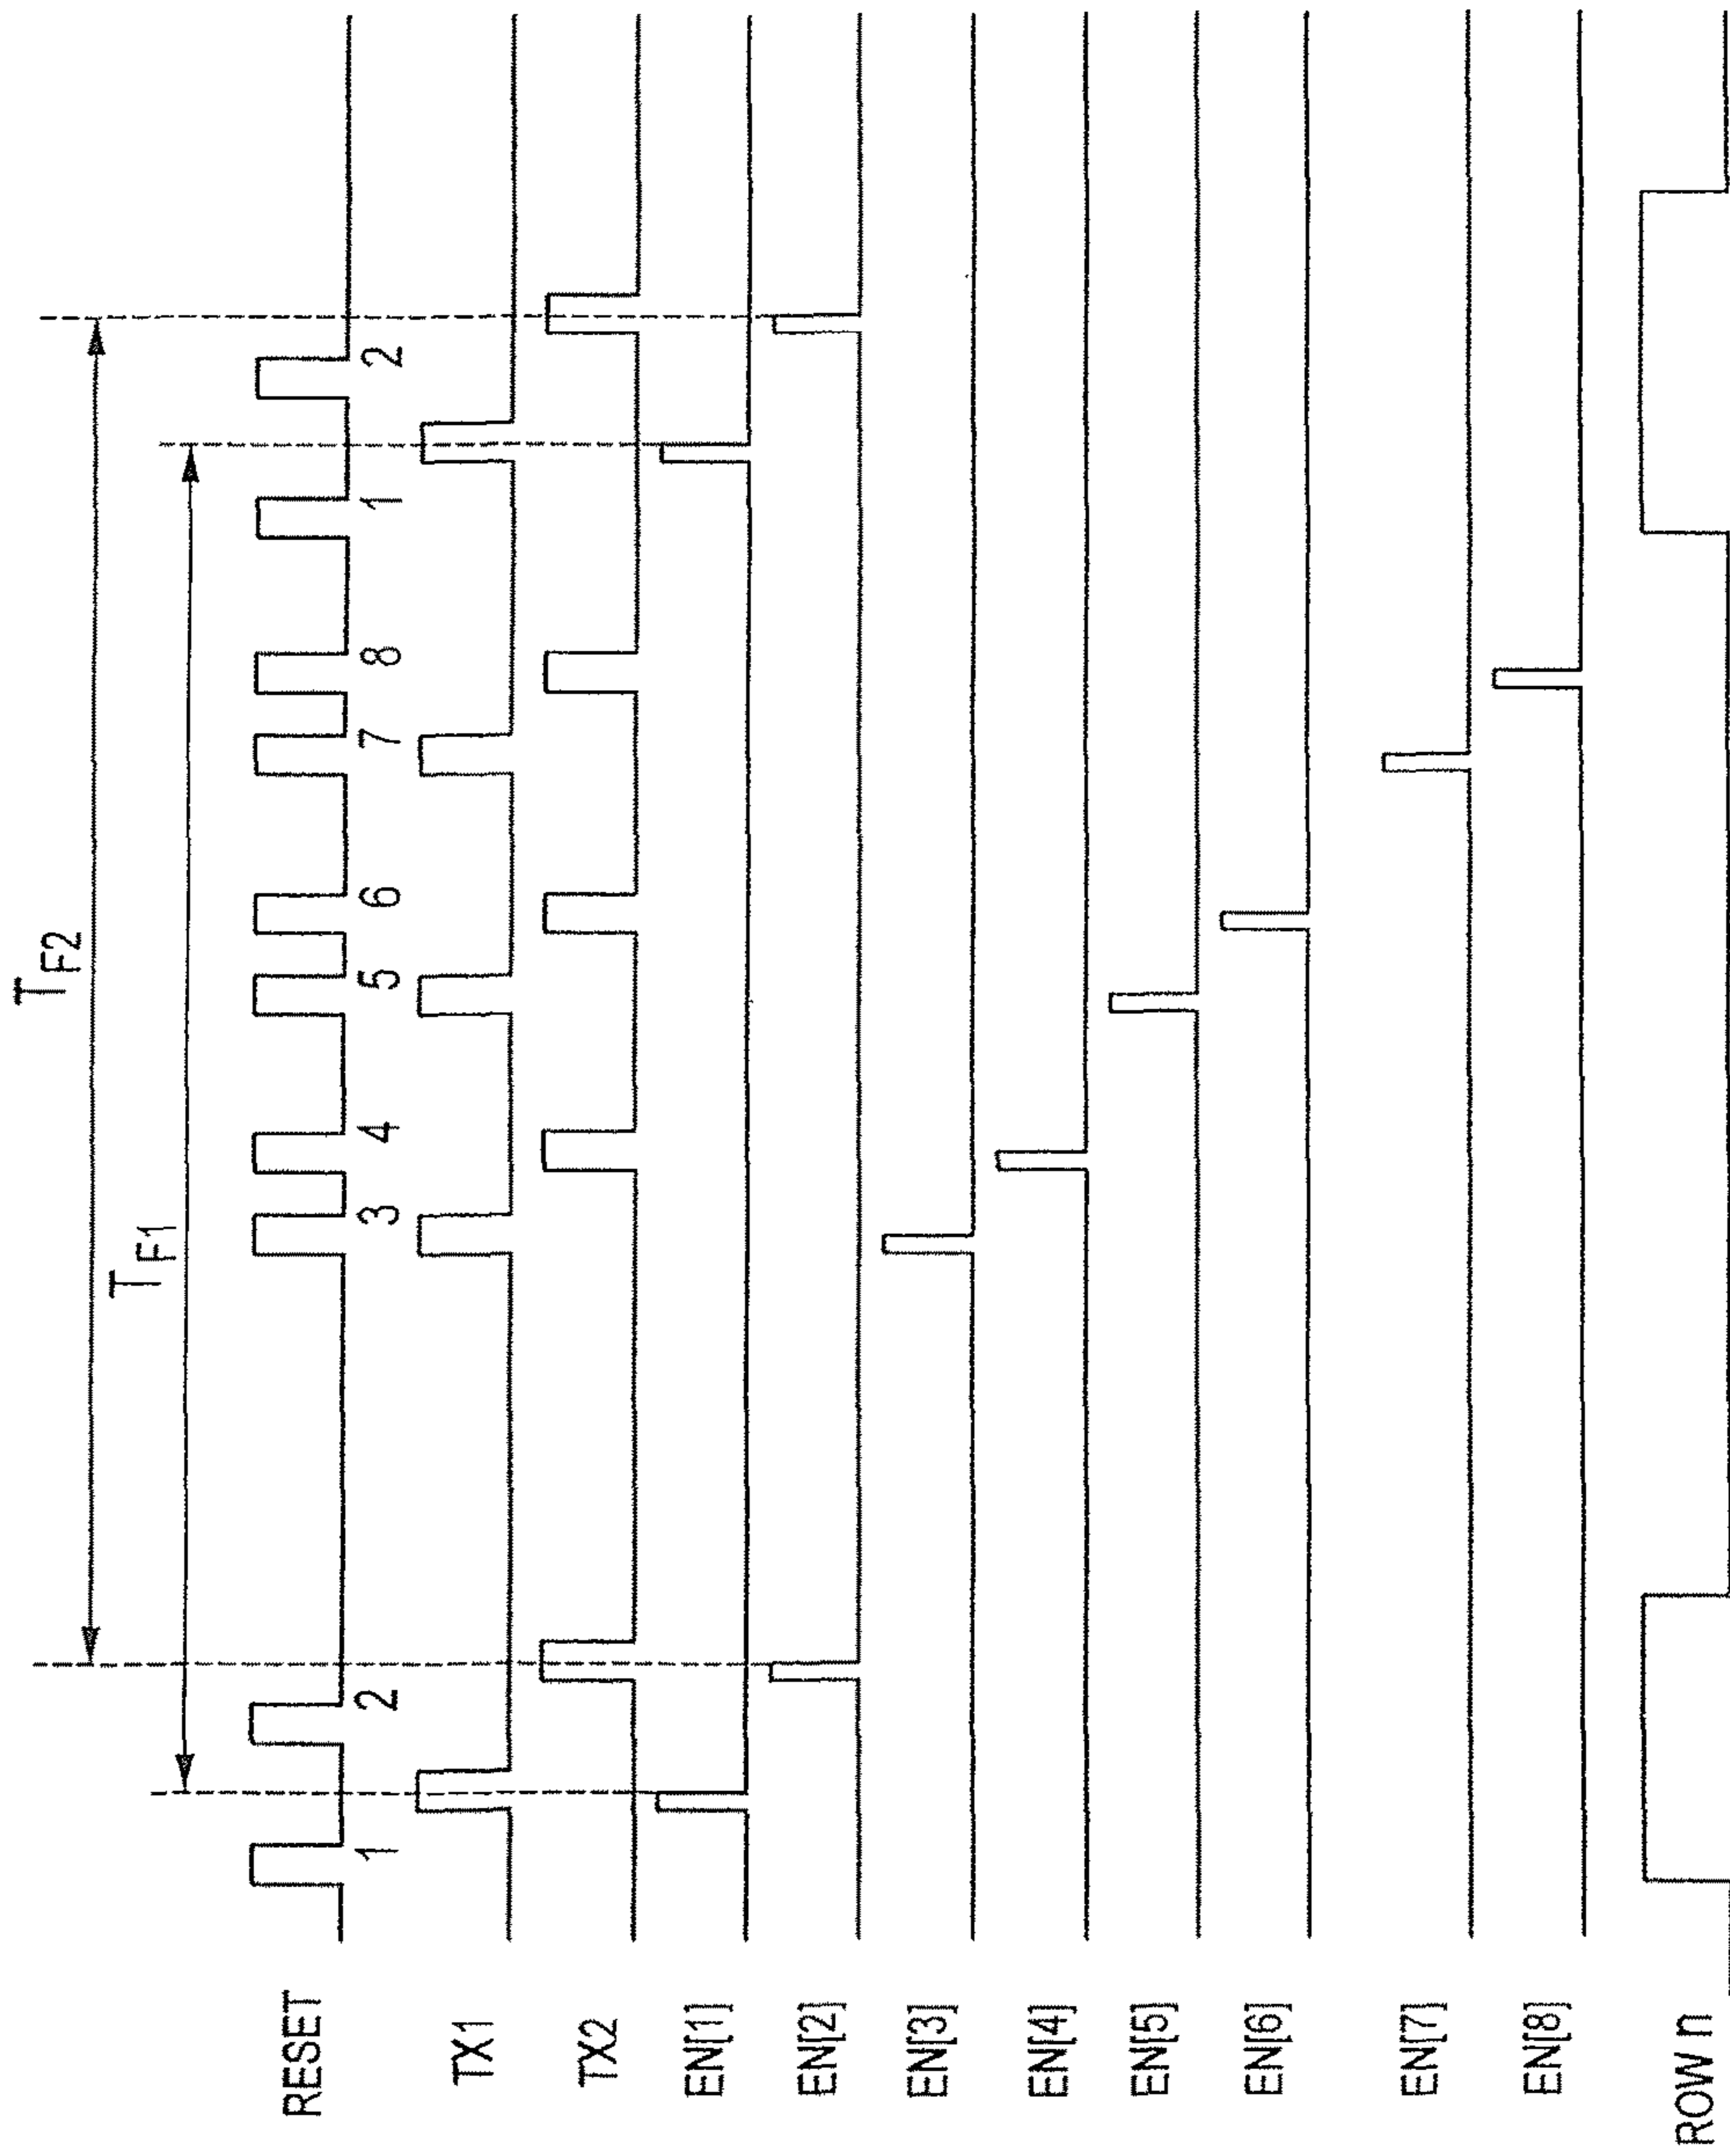 T_F2
T_F1
RESET
1 2 3 4 5 6 7 8 1 2
TX1
TX2
EN[1]
EN[2]
EN[3]
EN[4]
EN[5]
EN[6]
EN[7]
EN[8]
ROW n